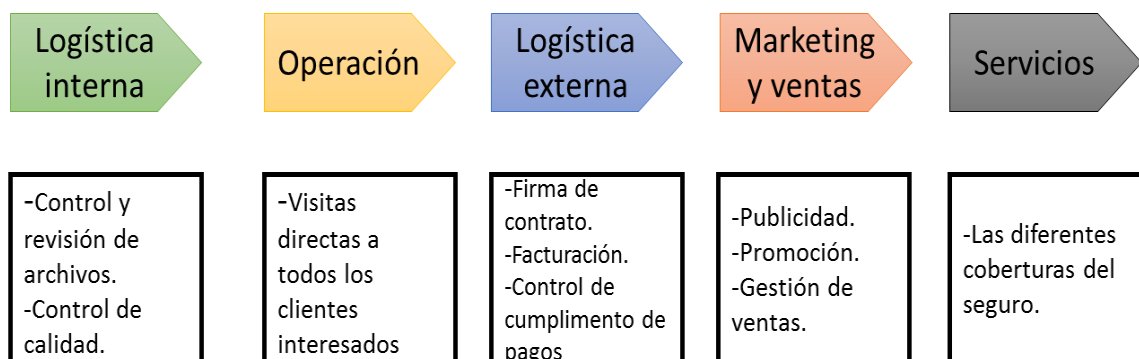 Logística
interna
Operación
Logística
externa
Marketing
y ventas
Servicios
-Control y
revisión de
archivos.
-Control de
calidad.
-Visitas
directas a
todos los
clientes
interesados
-Firma de
contrato.
-Facturación.
-Control de
cumplimento de
pagos
-Publicidad.
-Promoción.
-Gestión de
ventas.
-Las diferentes
coberturas del
seguro.